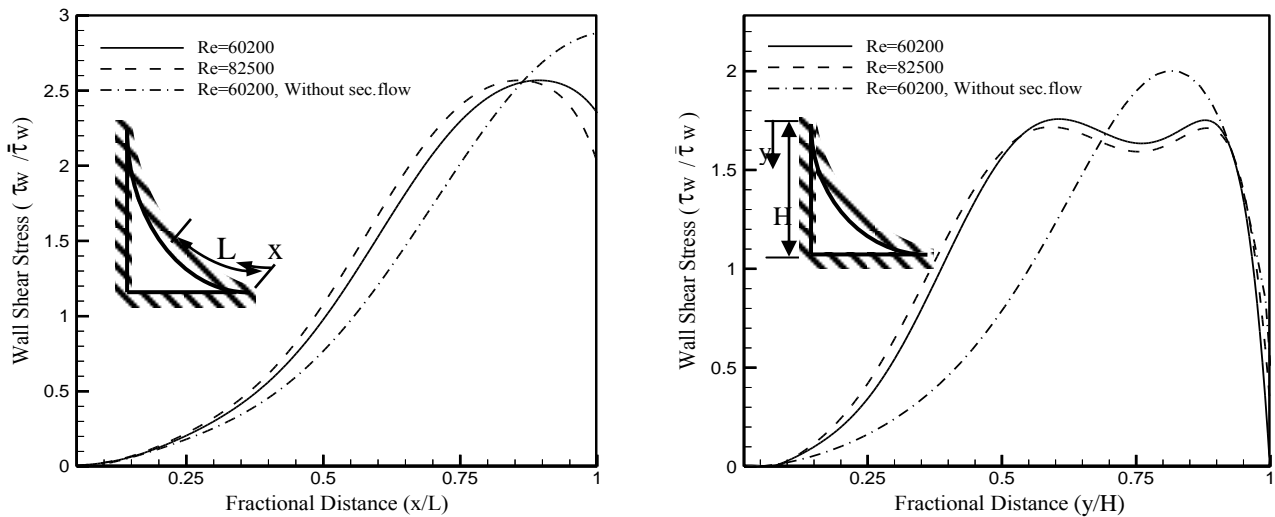 3
2.5
2
1.5
1
0.5
0
Wall Shear Stress ( τw / τ̄w )
Re=60200
Re=82500
Re=60200, Without sec.flow
L
x
0.25
0.5
0.75
1
Fractional Distance (x/L)
2
1.5
1
0.5
0
Wall Shear Stress ( τw / τ̄w )
Re=60200
Re=82500
Re=60200, Without sec.flow
y
H
0.25
0.5
0.75
1
Fractional Distance (y/H)